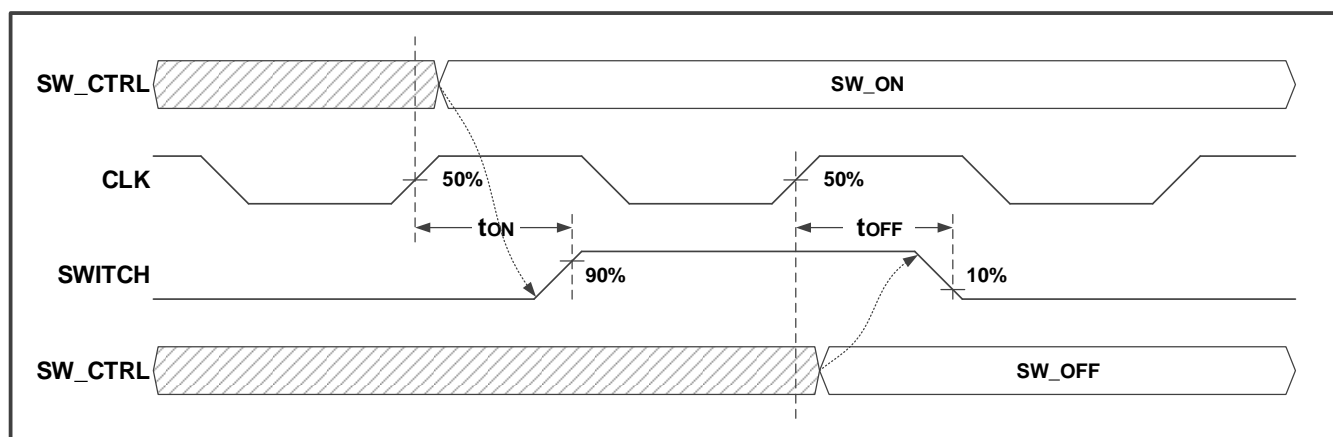 SW_CTRL
SW_ON
CLK
50%
50%
tON
tOFF
SWITCH
90%
10%
SW_CTRL
SW_OFF